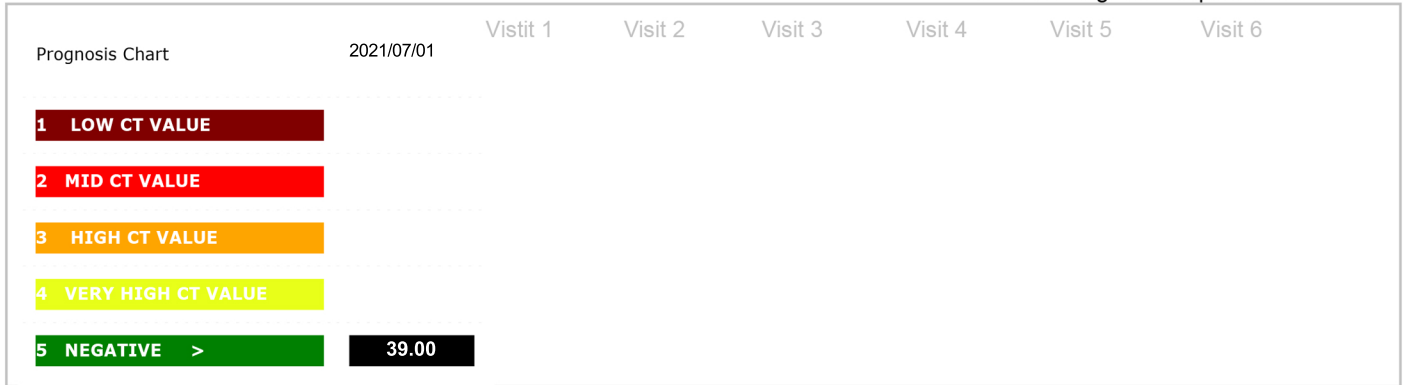 Vistit 1 Visit 2 Visit 3 Visit 4 Visit 5 Visit 6
Prognosis Chart 2021/07/01
1 LOW CT VALUE
2 MID CT VALUE
3 HIGH CT VALUE
4 VERY HIGH CT VALUE
5 NEGATIVE > 39.00